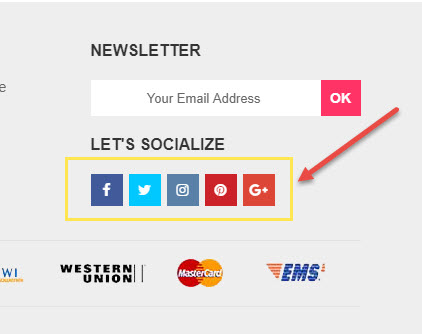 NEWSLETTER
e
Your Email Address OK
LET'S SOCIALIZE
f G+
WI WESTERN UNION MasterCard EMS